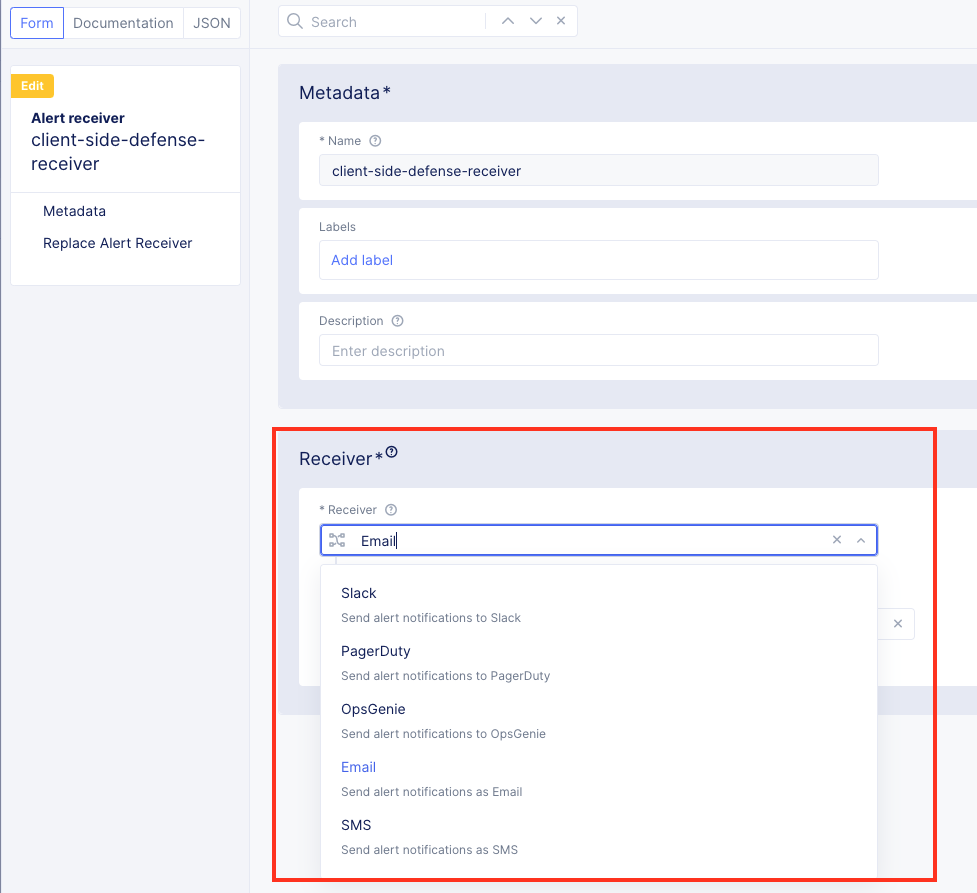 Form
Documentation
JSON
Search
Edit
Alert receiver
client-side-defense-
receiver
Metadata
Replace Alert Receiver
Metadata*
* Name
client-side-defense-receiver
Labels
Add label
Description
Enter description
Receiver*
* Receiver
Email
Slack
Send alert notifications to Slack
PagerDuty
Send alert notifications to PagerDuty
OpsGenie
Send alert notifications to OpsGenie
Email
Send alert notifications as Email
SMS
Send alert notifications as SMS